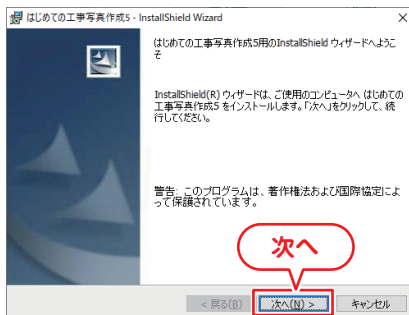 はじめての工事写真作成5 - InstallShield Wizard
はじめての工事写真作成5用のInstallShield ウィザードへようこ
そ
InstallShield(R) ウィザードは、ご使用のコンピュータへ はじめての
工事写真作成5 をインストールします。「次へ」をクリックして、続
行してください。
警告: このプログラムは、著作権法および国際協定によ
って保護されています。
次へ
< 戻る(B)
次へ(N) >
キャンセル